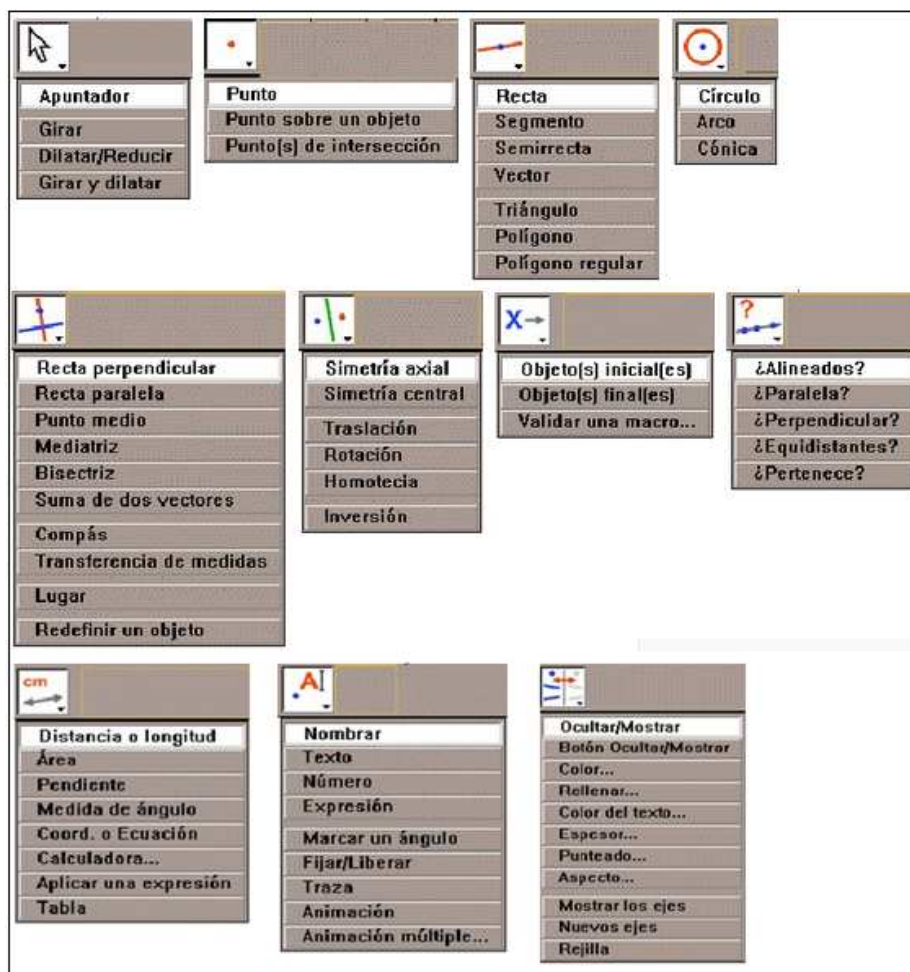 Apuntador
Girar
Dilatar/Reducir
Girar y dilatar
Punto
Punto sobre un objeto
Punto(s) de intersección
Recta
Segmento
Semirrecta
Vector
Triángulo
Polígono
Polígono regular
Círculo
Arco
Cónica
Recta perpendicular
Recta paralela
Punto medio
Mediatriz
Bisectriz
Suma de dos vectores
Compás
Transferencia de medidas
Lugar
Redefinir un objeto
Simetría axial
Simetría central
Traslación
Rotación
Homotecia
Inversión
X
Objeto(s) inicial(es)
Objeto(s) final(es)
Validar una macro...
?
¿Alineados?
¿Paralela?
¿Perpendicular?
¿Equidistantes?
¿Pertenece?
cm
Distancia o longitud
Área
Pendiente
Medida de ángulo
Coord. o Ecuación
Calculadora...
Aplicar una expresión
Tabla
A
Nombrar
Texto
Número
Expresión
Marcar un ángulo
Fijar/Liberar
Traza
Animación
Animación múltiple...
Ocultar/Mostrar
Botón Ocultar/Mostrar
Color...
Rellenar...
Color del texto...
Espesor...
Punteado...
Aspecto...
Mostrar los ejes
Nuevos ejes
Rejilla